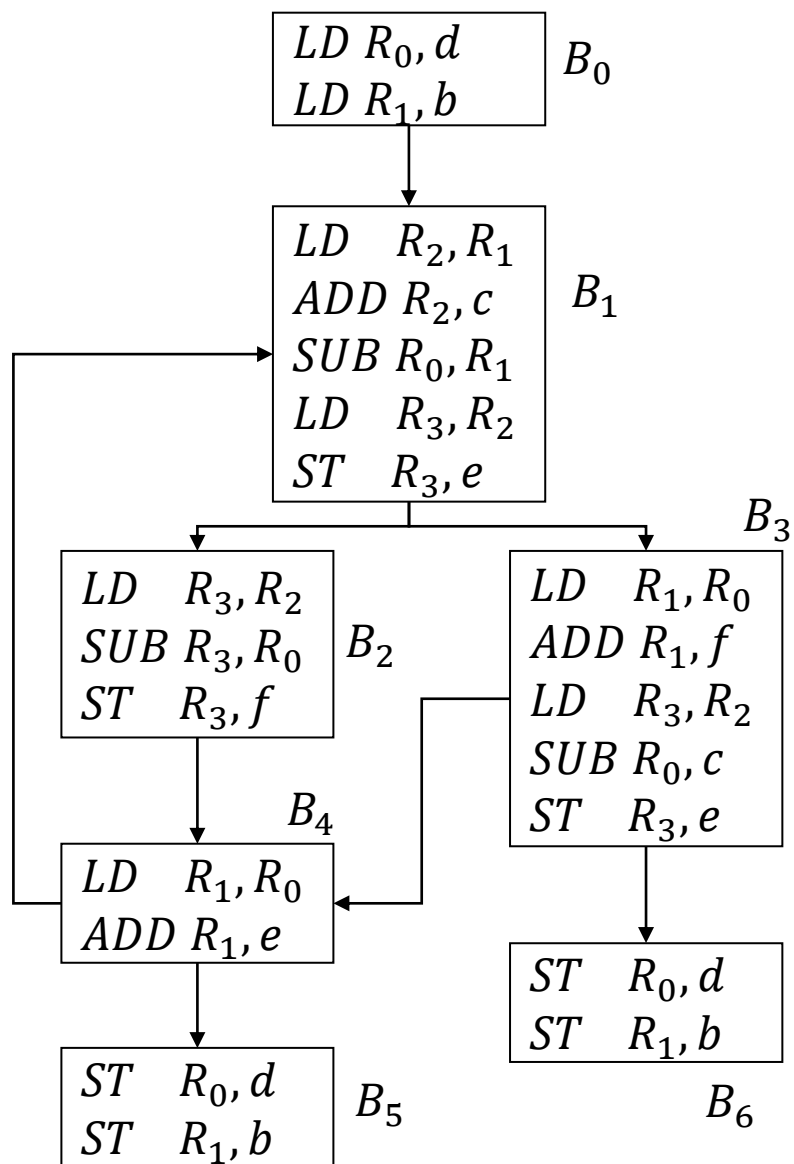 LD R₀, d
LD R₁, b
B₀
LD R₂, R₁
ADD R₂, c
SUB R₀, R₁
LD R₃, R₂
ST R₃, e
B₁
LD R₃, R₂
SUB R₃, R₀
ST R₃, f
B₂
B₃
LD R₁, R₀
ADD R₁, f
LD R₃, R₂
SUB R₀, c
ST R₃, e
B₄
LD R₁, R₀
ADD R₁, e
ST R₀, d
ST R₁, b
B₅
ST R₀, d
ST R₁, b
B₆